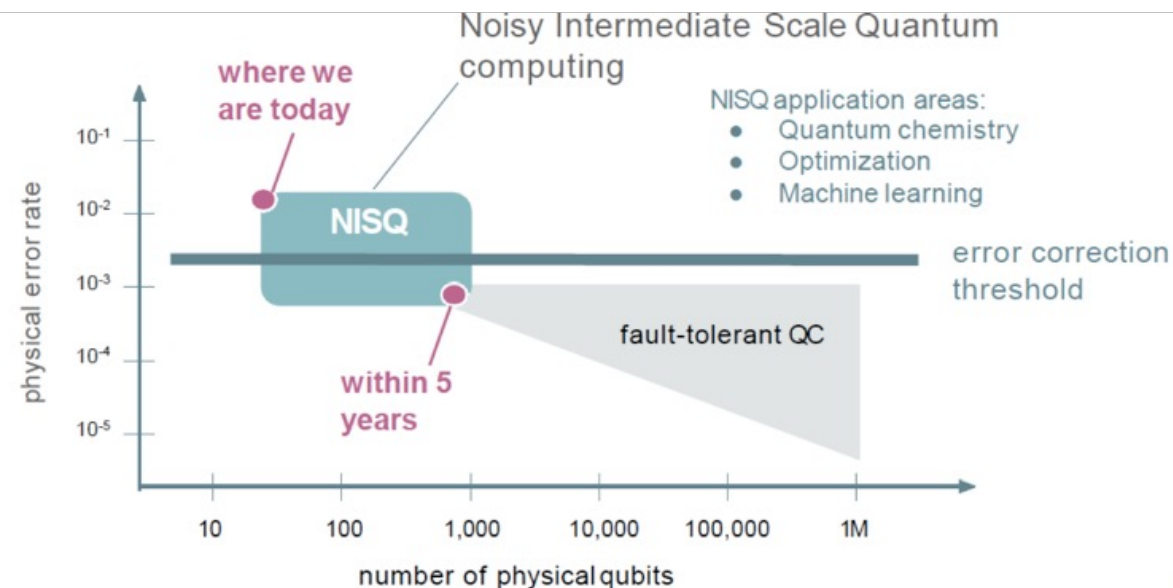 Noisy Intermediate Scale Quantum
computing
where we
are today
NISQ application areas:
● Quantum chemistry
● Optimization
● Machine learning
physical error rate
10-1
10-2
10-3
10-4
10-5
NISQ
error correction
threshold
fault-tolerant QC
within 5
years
10 100 1,000 10,000 100,000 1M
number of physical qubits